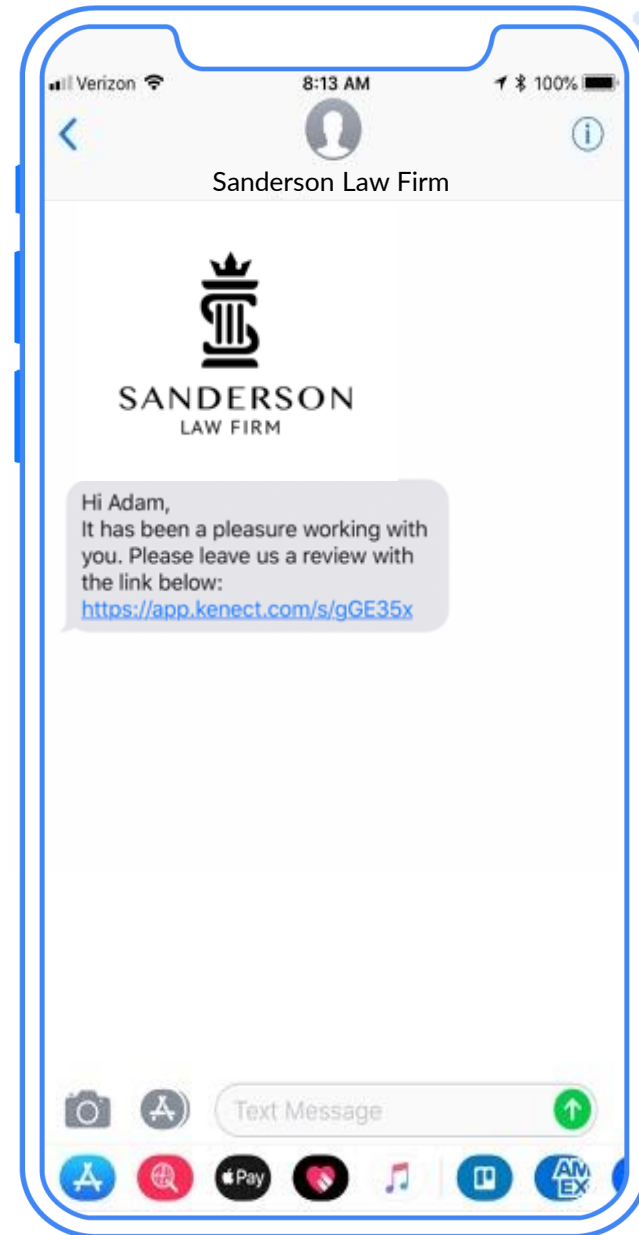 Verizon 8:13 AM 100%
Sanderson Law Firm
SANDERSON
LAW FIRM
Hi Adam,
It has been a pleasure working with
you. Please leave us a review with
the link below:
https://app.kenect.com/s/gGE35x
Text Message
Pay
AM
EX